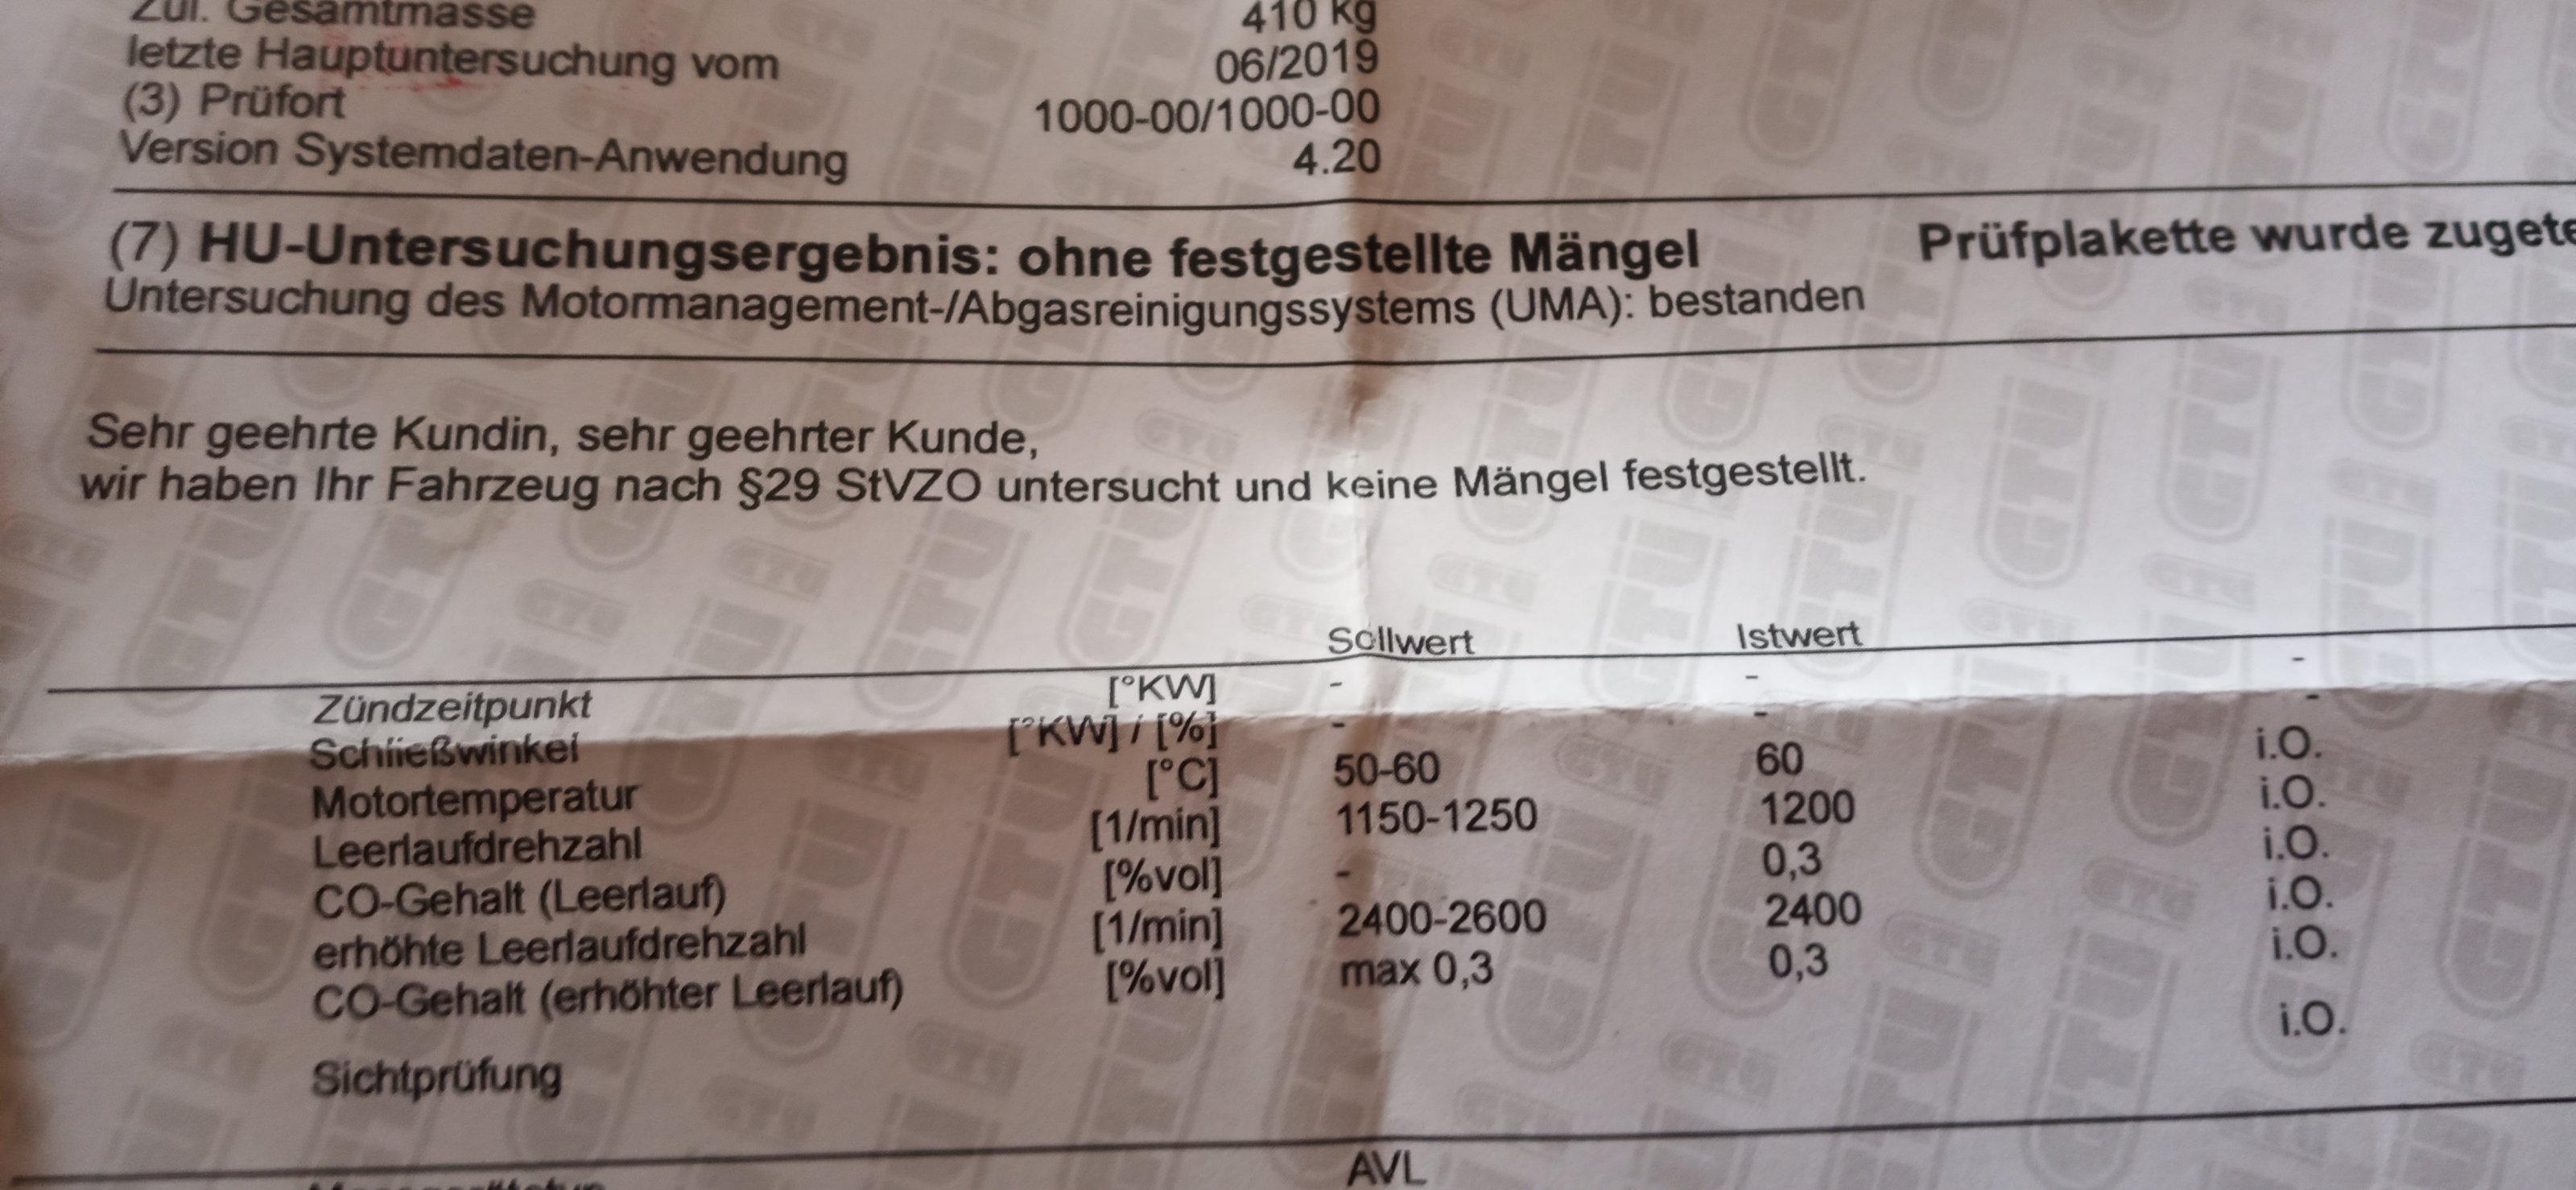 Zul. Gesamtmasse 410 kg
letzte Hauptuntersuchung vom 06/2019
(3) Prüfort 1000-00/1000-00
Version Systemdaten-Anwendung 4.20
(7) HU-Untersuchungsergebnis: ohne festgestellte Mängel Prüfplakette wurde zugete
Untersuchung des Motormanagement-/Abgasreinigungssystems (UMA): bestanden
Sehr geehrte Kundin, sehr geehrter Kunde,
wir haben Ihr Fahrzeug nach §29 StVZO untersucht und keine Mängel festgestellt.
Sollwert Istwert
Zündzeitpunkt [°KW] - - -
Schließwinkel [°KW] / [%] - - -
Motortemperatur [°C] 50-60 60 i.O.
Leerlaufdrehzahl [1/min] 1150-1250 1200 i.O.
CO-Gehalt (Leerlauf) [%vol] - 0,3 i.O.
erhöhte Leerlaufdrehzahl [1/min] 2400-2600 2400 i.O.
CO-Gehalt (erhöhter Leerlauf) [%vol] max 0,3 0,3 i.O.
Sichtprüfung i.O.
AVL